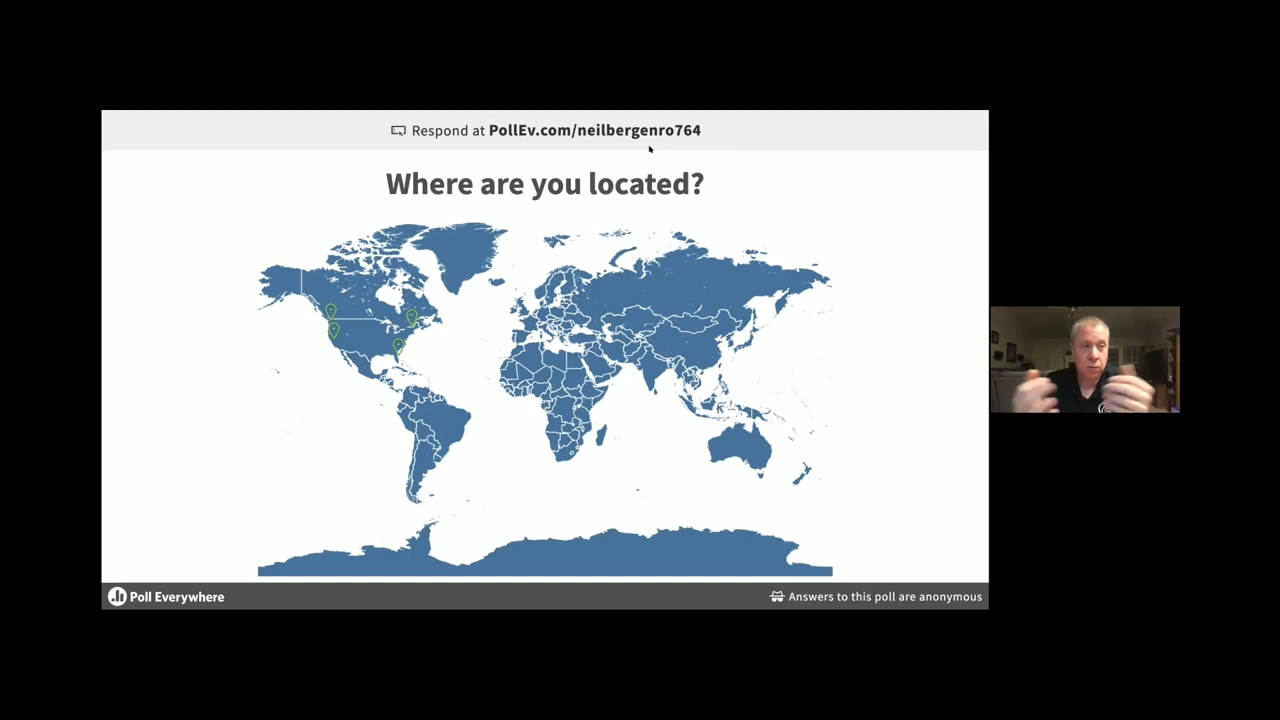 Respond at PollEv.com/neilbergenro764
Where are you located?
Poll Everywhere
Answers to this poll are anonymous